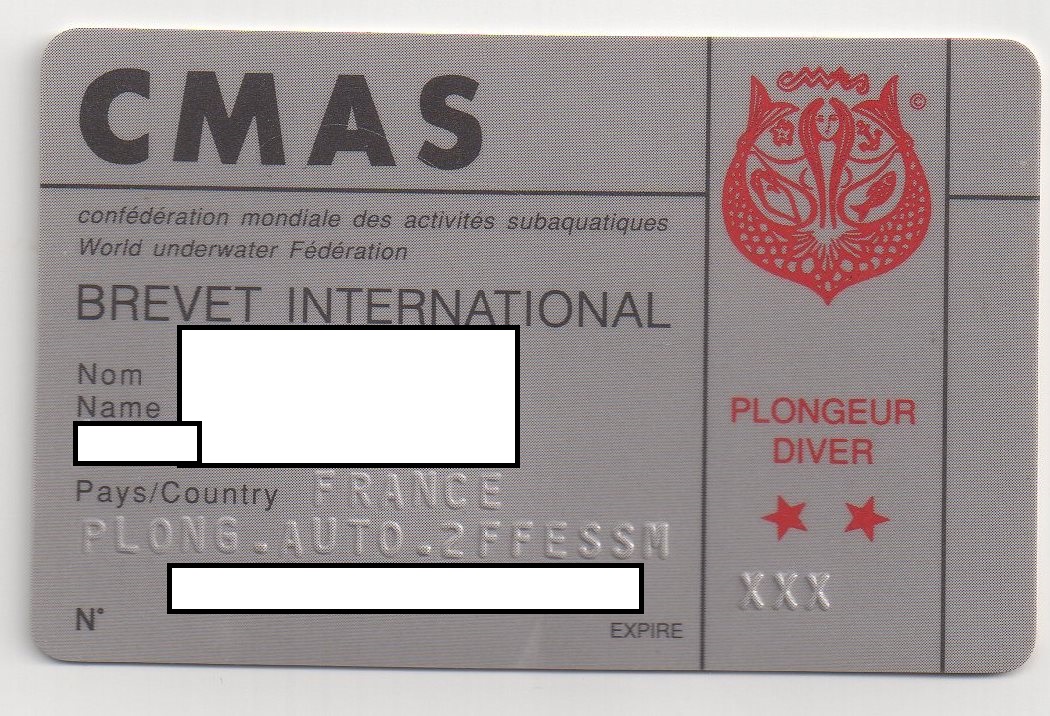 CMAS
confédération mondiale des activités subaquatiques
World underwater Fédération
BREVET INTERNATIONAL
Nom
Name
Pays/Country FRANCE
PLONG.AUTO.2FFESSM
N°
EXPIRE
cmas
©
PLONGEUR
DIVER
XXX